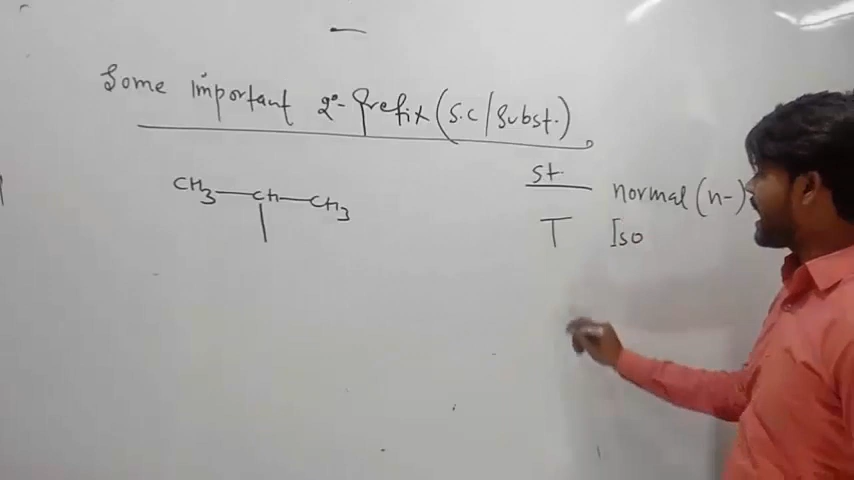 Some important 2°- Prefix (S.C/Subst.)
CH3—CH—CH3
St.
normal (n-)
T Iso